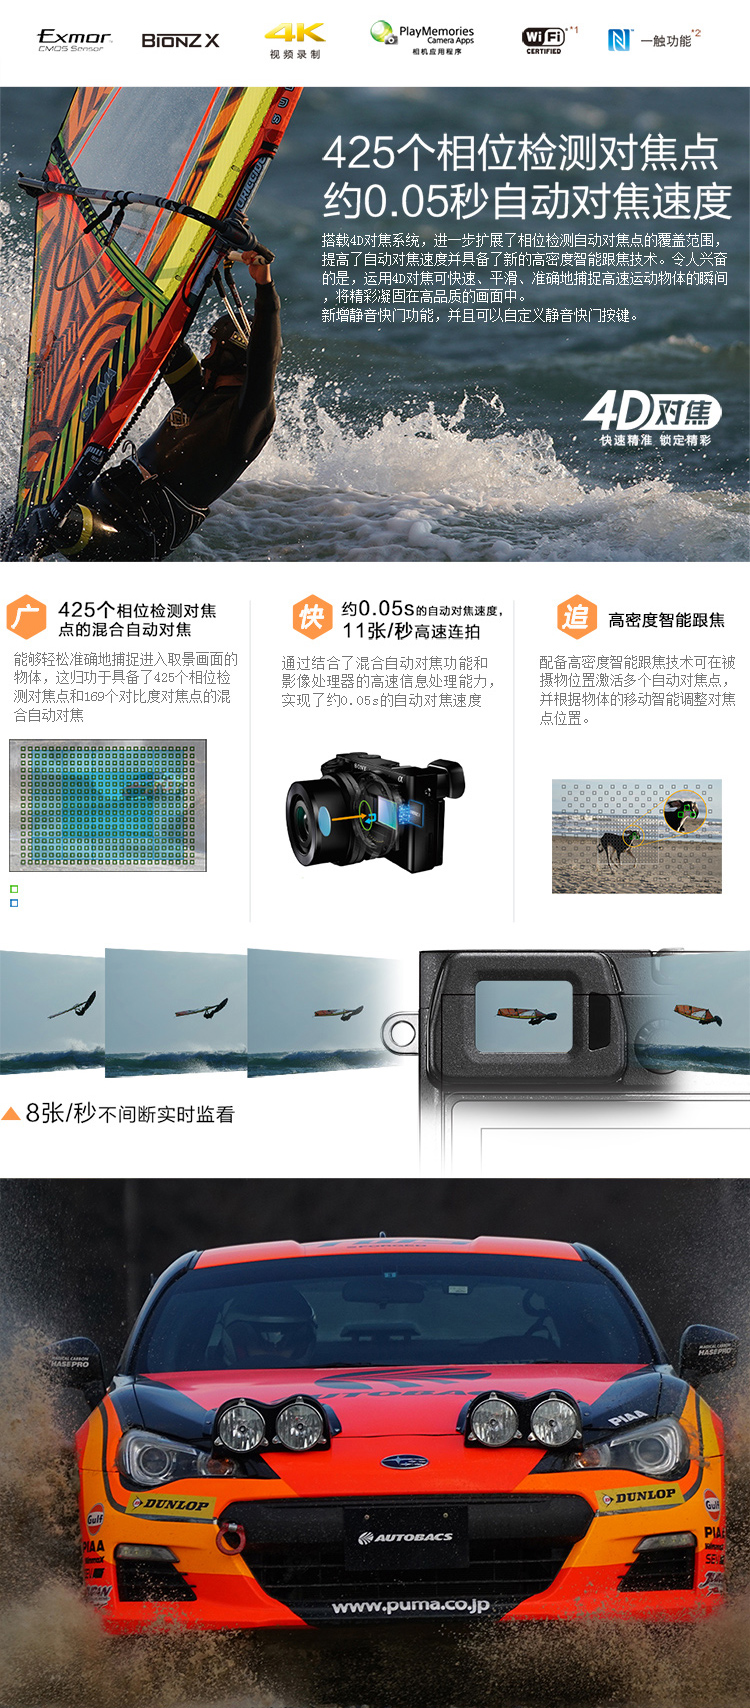 Exmor
CMOS Sensor
BIONZ X
4K
视频录制
PlayMemories
Camera Apps
相机应用程序
Wi Fi *1
CERTIFIED
N 一触功能*2
425个相位检测对焦点
约0.05秒自动对焦速度
搭载4D对焦系统，进一步扩展了相位检测自动对焦点的覆盖范围，
提高了自动对焦速度并具备了新的高密度智能跟焦技术。令人兴奋
的是，运用4D对焦可快速、平滑、准确地捕捉高速运动物体的瞬间
，将精彩凝固在高品质的画面中。
新增静音快门功能，并且可以自定义静音快门按键。
4D对焦
快速精准 锁定精彩
广
425个相位检测对焦
点的混合自动对焦
能够轻松准确地捕捉进入取景画面的
物体，这归功于具备了425个相位检
测对焦点和169个对比度对焦点的混
合自动对焦
快
约0.05s的自动对焦速度，
11张/秒高速连拍
通过结合了混合自动对焦功能和
影像处理器的高速信息处理能力，
实现了约0.05s的自动对焦速度
SONY
α
追
高密度智能跟焦
配备高密度智能跟焦技术可在被
摄物位置激活多个自动对焦点，
并根据物体的移动智能调整对焦
点位置。
8张/秒不间断实时监看
MAGICAL CARBON
HASEPRO
MAGICAL CARBON
HASEPRO
AUTOBACS
PIAA
DUNLOP
DUNLOP
Gulf
Gulf
PIAA
PIAA
AUTOBACS
www.puma.co.jp